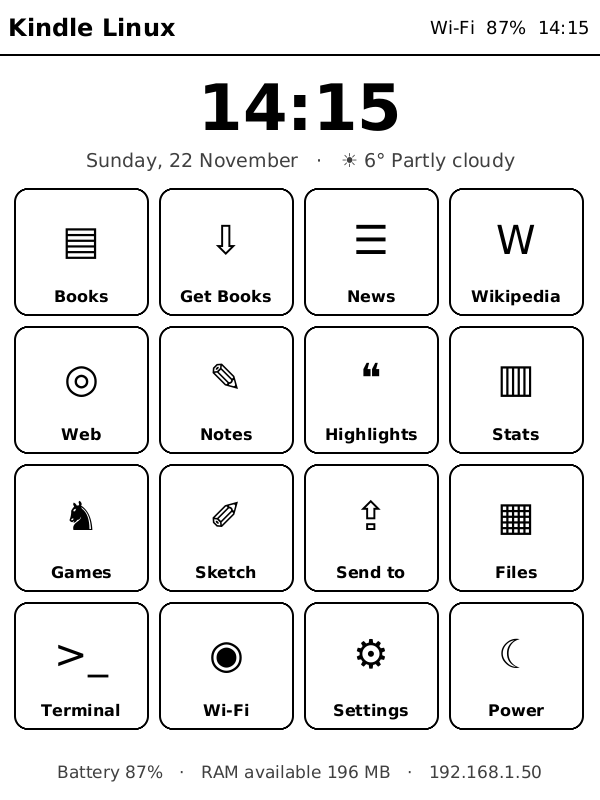 Kindle Linux Wi-Fi 87% 14:15
14:15
Sunday, 22 November · ☀ 6° Partly cloudy
Books Get Books News W Wikipedia
Web Notes ❝ Highlights Stats
Games Sketch Send to Files
>_ Terminal Wi-Fi Settings Power
Battery 87% · RAM available 196 MB · 192.168.1.50